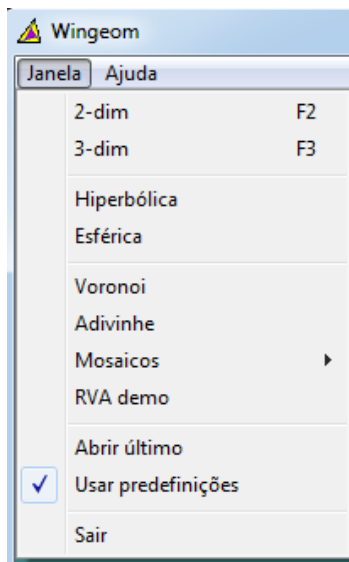 Wingeom
Janela Ajuda
2-dim F2
3-dim F3
Hiperbólica
Esférica
Voronoi
Adivinhe
Mosaicos
RVA demo
Abrir último
Usar predefinições
Sair